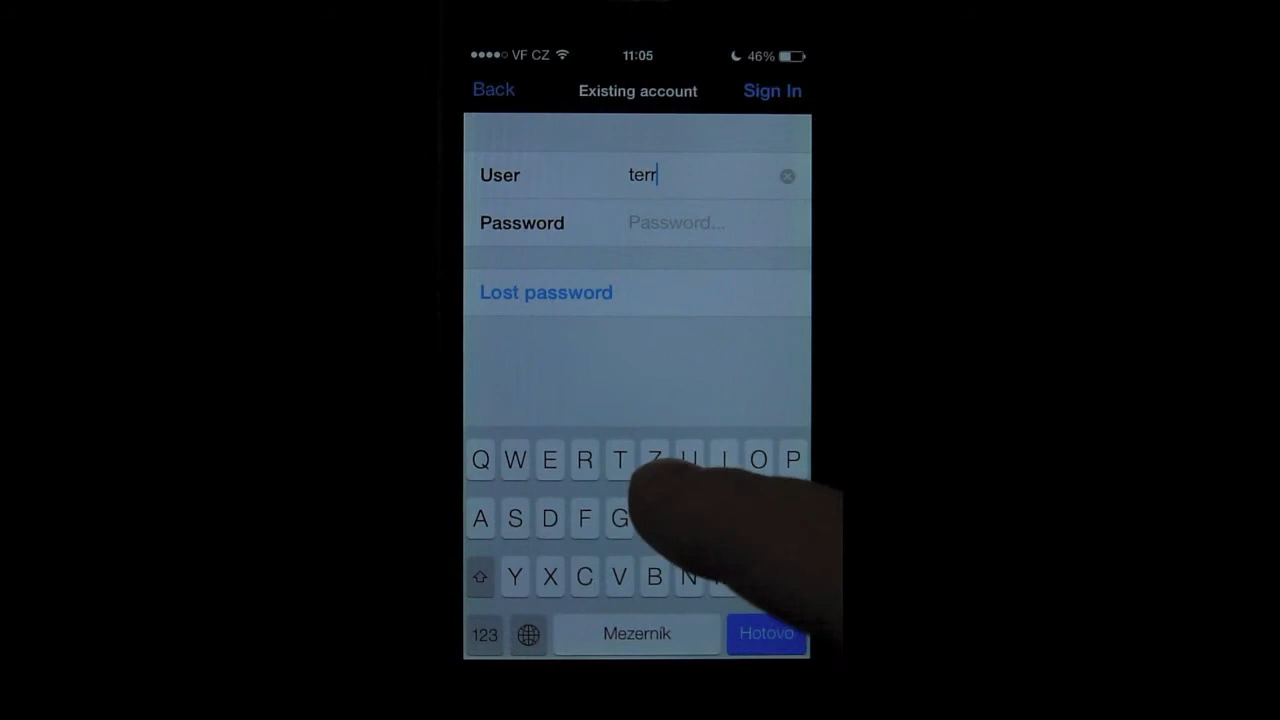 VF CZ 11:05 46%
Back Existing account Sign In
User terr
Password Password...
Lost password
Q W E R T Z U I O P
A S D F G
Y X C V B N
123 Mezerník Hotovo